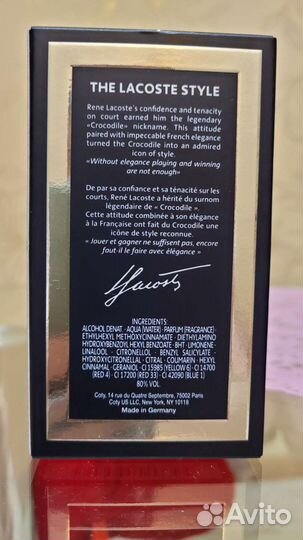 THE LACOSTE STYLE
Rene Lacoste's confidence and tenacity
on court earned him the legendary
«Crocodile» nickname. This attitude
paired with impeccable French elegance
turned the Crocodile into an admired
icon of style.
«Without elegance playing and winning
are not enough»
De par sa confiance et sa ténacité sur les
courts, René Lacoste a hérité du surnom
légendaire de « Crocodile ».
Cette attitude combinée à son élégance
à la Française ont fait du Crocodile une
icône de style reconnue.
« Jouer et gagner ne suffisent pas, encore
faut-il le faire avec élégance »
Lacoste
INGREDIENTS:
ALCOHOL DENAT. · AQUA (WATER) · PARFUM (FRAGRANCE) ·
ETHYLHEXYL METHOXYCINNAMATE · DIETHYLAMINO
HYDROXYBENZOYL HEXYL BENZOATE · BHT · LIMONENE ·
LINALOOL · CITRONELLOL · BENZYL SALICYLATE ·
HYDROXYCITRONELLAL · CITRAL · COUMARIN · HEXYL
CINNAMAL · GERANIOL · CI 15985 (YELLOW 6) · CI 14700
(RED 4) · CI 17200 (RED 33) · CI 42090 (BLUE 1)
80% VOL.
Coty, 14 rue du Quatre Septembre, 75002 Paris
Coty US LLC, New York, NY 10118
Made in Germany
Avito